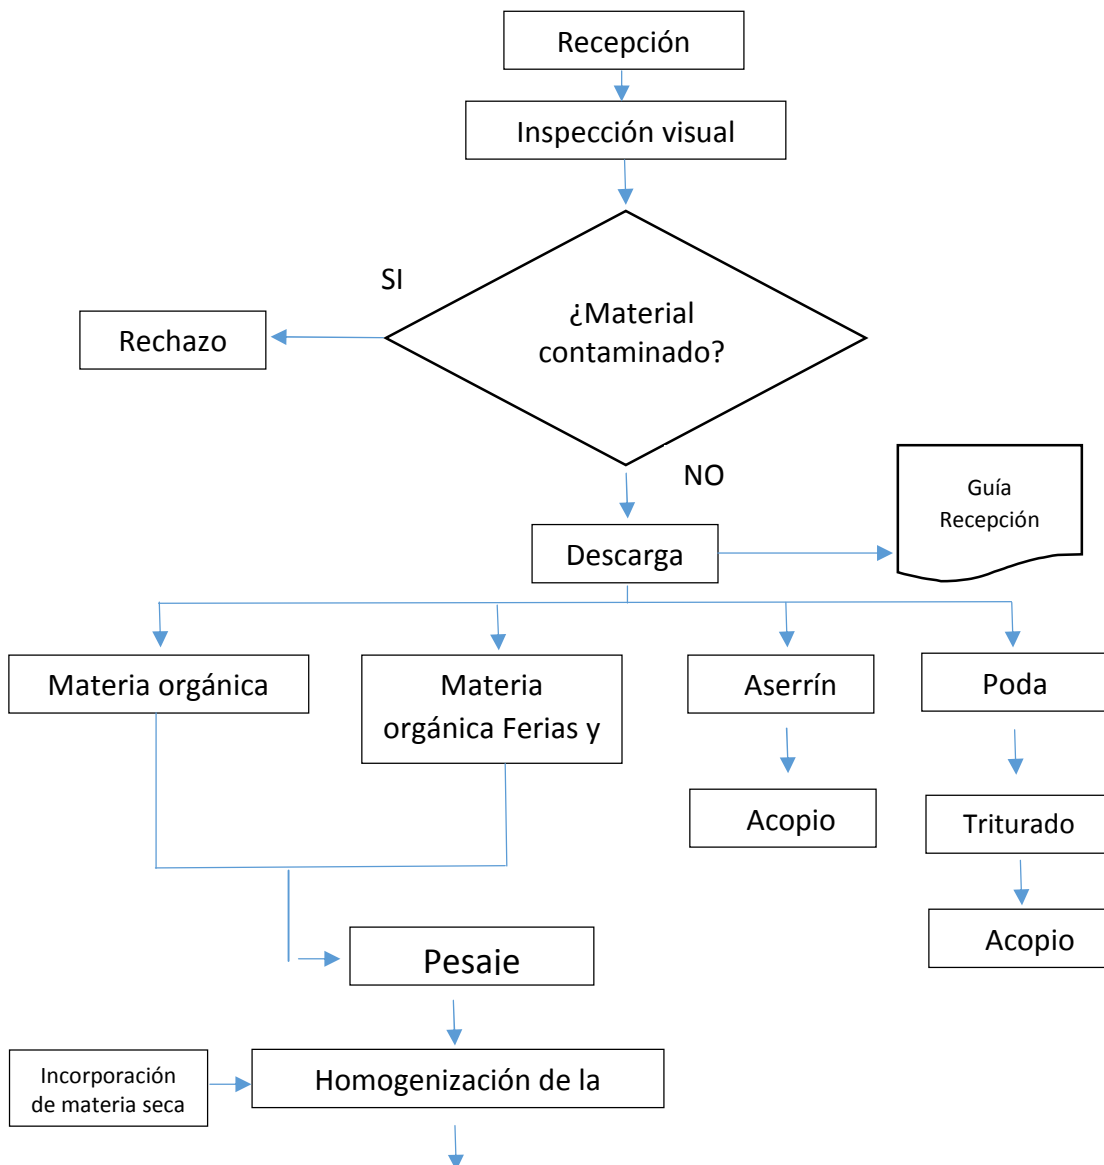 Recepción
Inspección visual
SI
¿Material
contaminado?
Rechazo
NO
Guía
Recepción
Descarga
Materia orgánica
Materia
orgánica Ferias y
Aserrín
Poda
Acopio
Triturado
Acopio
Pesaje
Incorporación
de materia seca
Homogenización de la